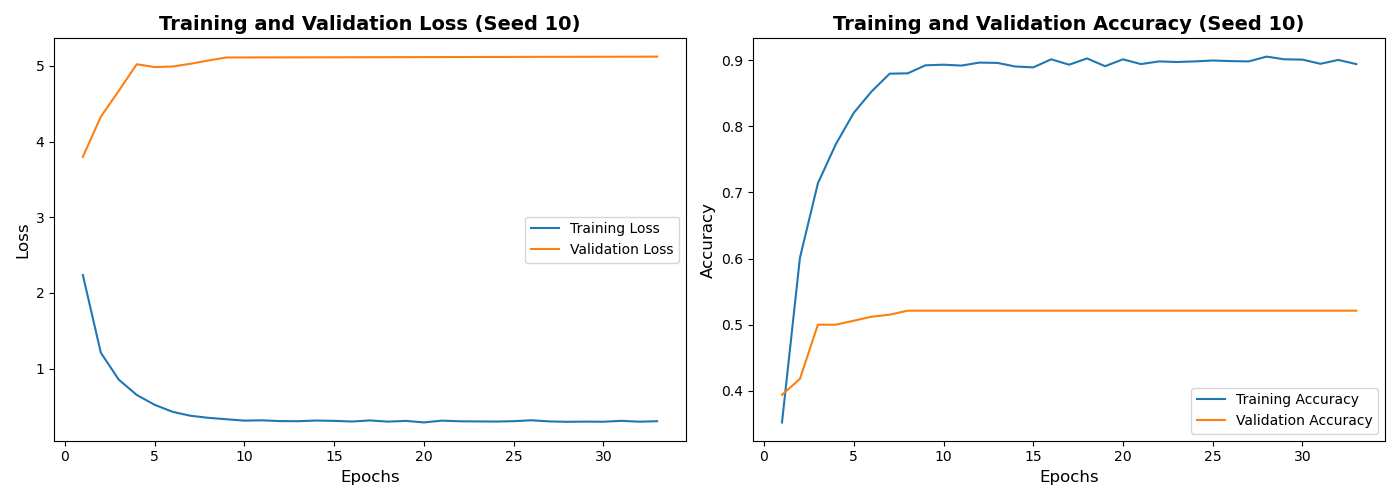 Training and Validation Loss (Seed 10)
Loss
5
4
3
2
1
Training Loss
Validation Loss
0 5 10 15 20 25 30
Epochs
Training and Validation Accuracy (Seed 10)
Accuracy
0.9
0.8
0.7
0.6
0.5
0.4
Training Accuracy
Validation Accuracy
0 5 10 15 20 25 30
Epochs